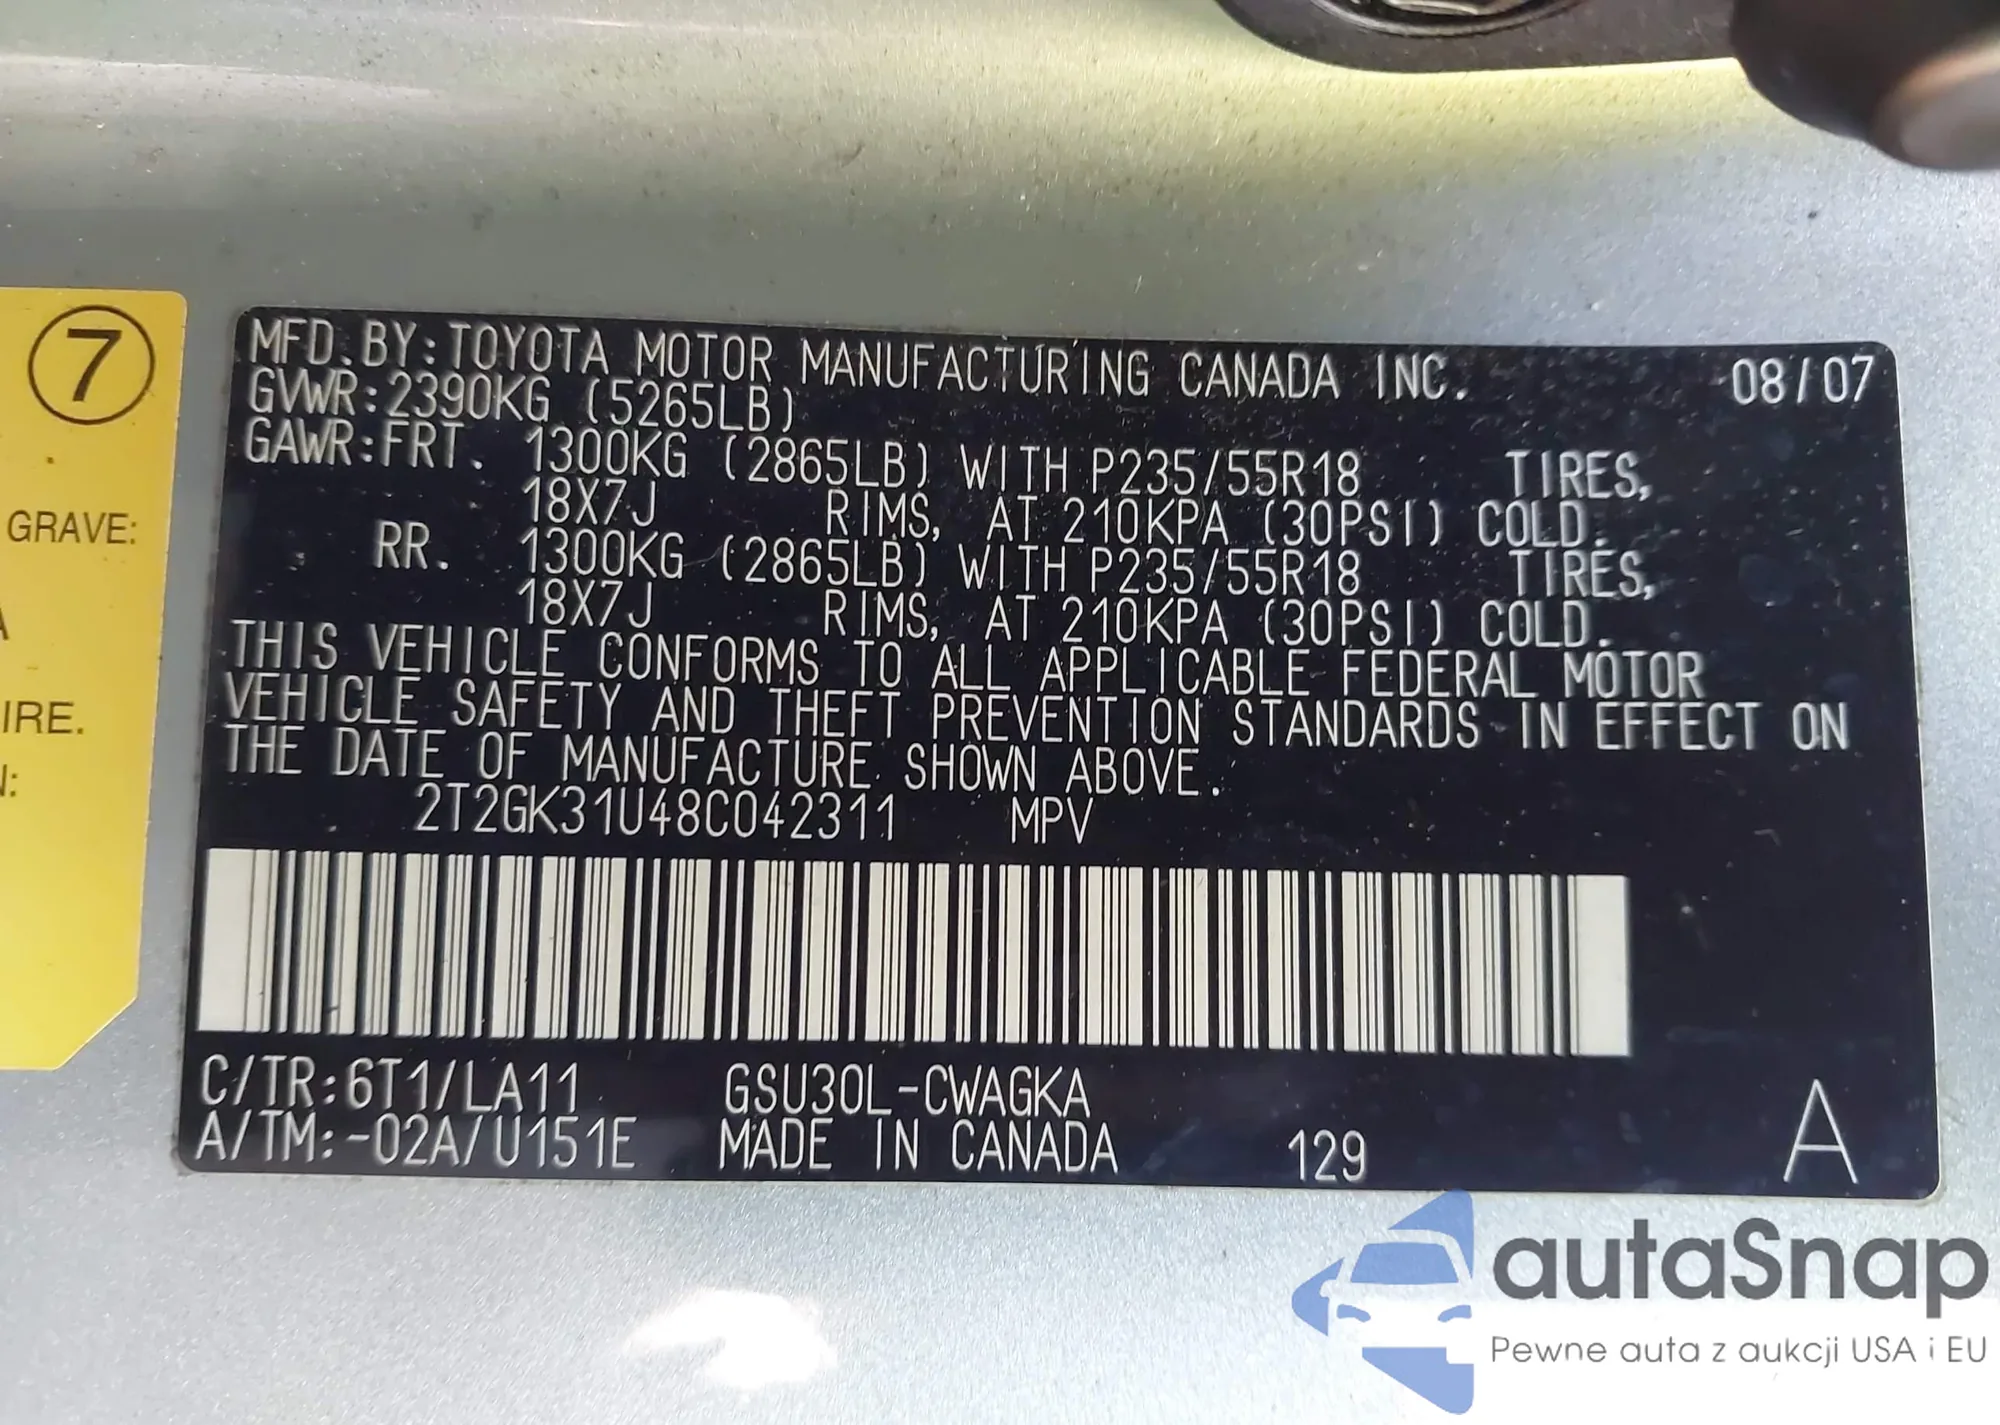 7
GRAVE:
A
IRE.
N:
MFD.BY:TOYOTA MOTOR MANUFACTURING CANADA INC. 08/07
GVWR:2390KG (5265LB)
GAWR:FRT. 1300KG (2865LB) WITH P235/55R18 TIRES,
18X7J RIMS, AT 210KPA (30PSI) COLD.
RR. 1300KG (2865LB) WITH P235/55R18 TIRES,
18X7J RIMS, AT 210KPA (30PSI) COLD.
THIS VEHICLE CONFORMS TO ALL APPLICABLE FEDERAL MOTOR
VEHICLE SAFETY AND THEFT PREVENTION STANDARDS IN EFFECT ON
THE DATE OF MANUFACTURE SHOWN ABOVE.
2T2GK31U48C042311 MPV
C/TR:6T1/LA11 GSU30L-CWAGKA
A/TM:-02A/U151E MADE IN CANADA 129 A
autaSnap
Pewne auta z aukcji USA i EU